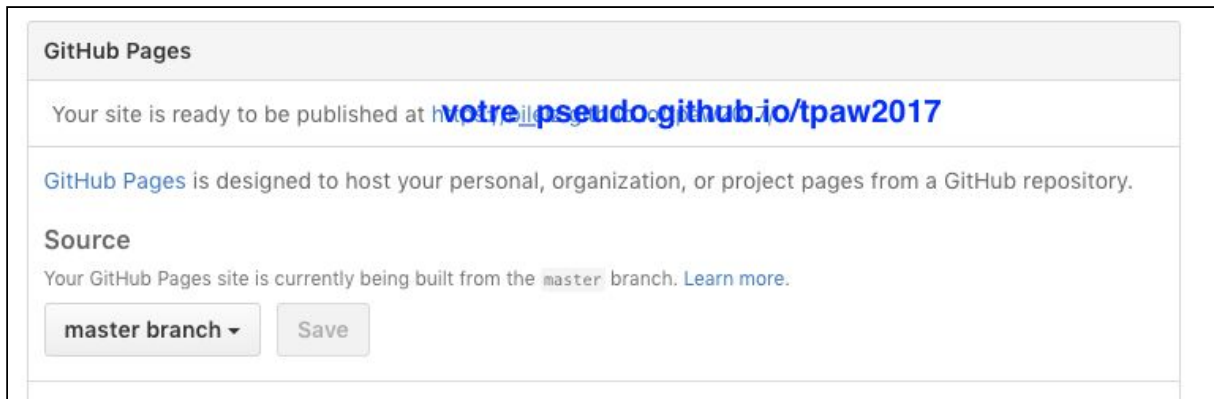 GitHub Pages
Your site is ready to be published at votre_pseudo.github.io/tpaw2017
GitHub Pages is designed to host your personal, organization, or project pages from a GitHub repository.
Source
Your GitHub Pages site is currently being built from the master branch. Learn more.
master branch
Save